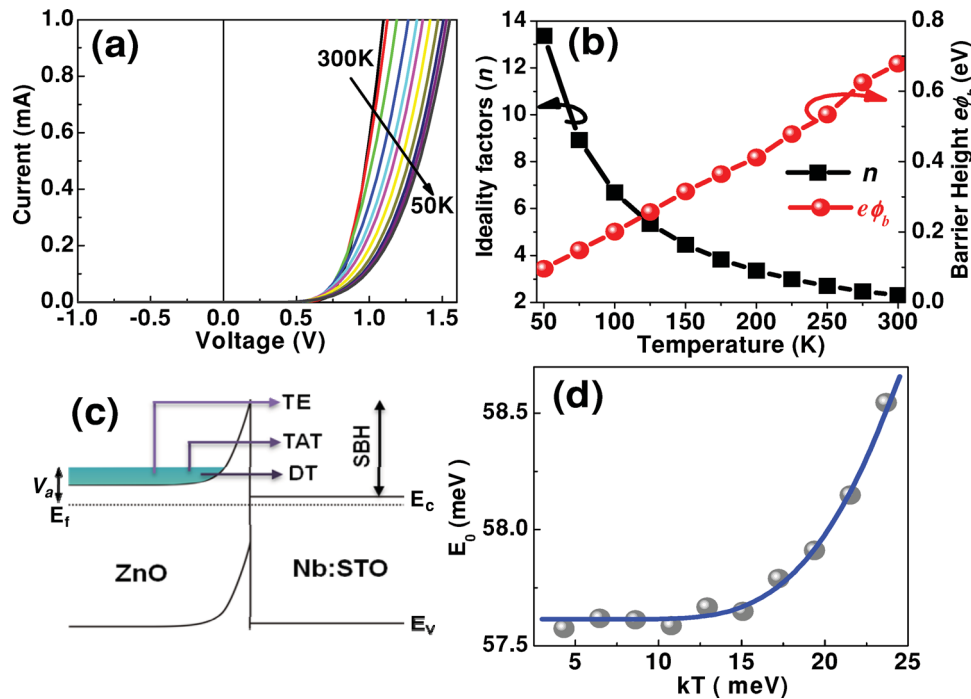 (a)
300K
50K
1.0
0.8
0.6
0.4
0.2
0.0
Current (mA)
-1.0
-0.5
0.0
0.5
1.0
1.5
Voltage (V)
(b)
14
12
10
8
6
4
2
Ideality factors (n)
0.8
0.6
0.4
0.2
0.0
Barrier Height eϕb (eV)
n
eϕb
50
100
150
200
250
300
Temperature (K)
(c)
TE
TAT
DT
SBH
Va
Ef
Ec
ZnO
Nb:STO
Ev
(d)
58.5
58.0
57.5
E0 (meV)
5
10
15
20
25
kT ( meV)